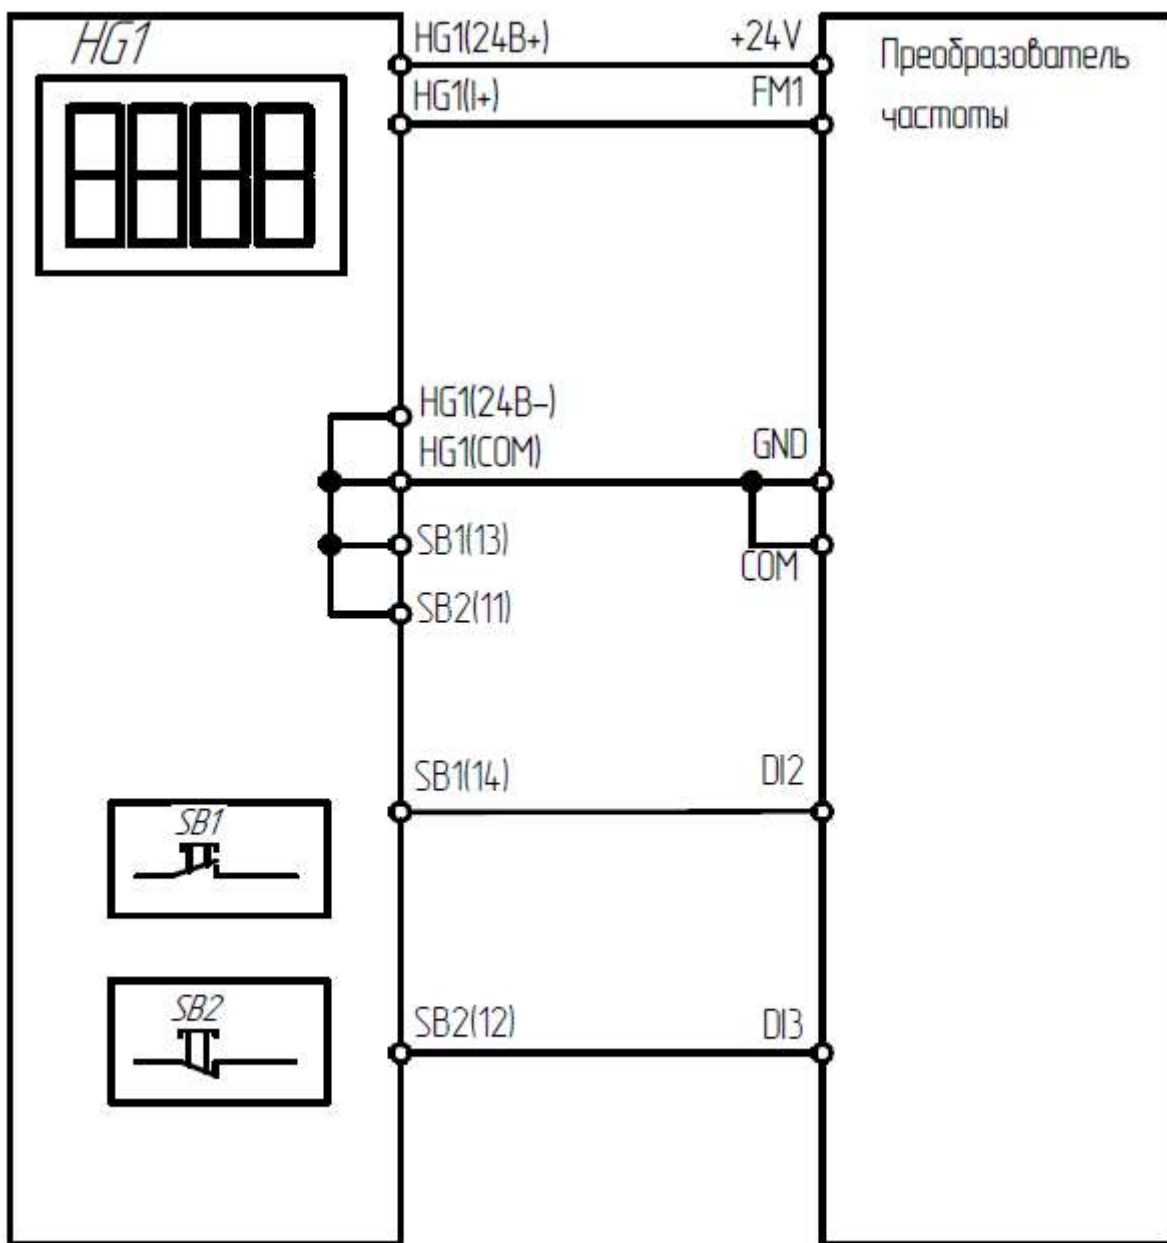 HG1
HG1(24В+)
+24V
Преобразователь
частоты
HG1(I+)
FM1
HG1(24В-)
HG1(COM)
GND
SB1(13)
COM
SB2(11)
SB1(14)
DI2
SB1
SB2
SB2(12)
DI3